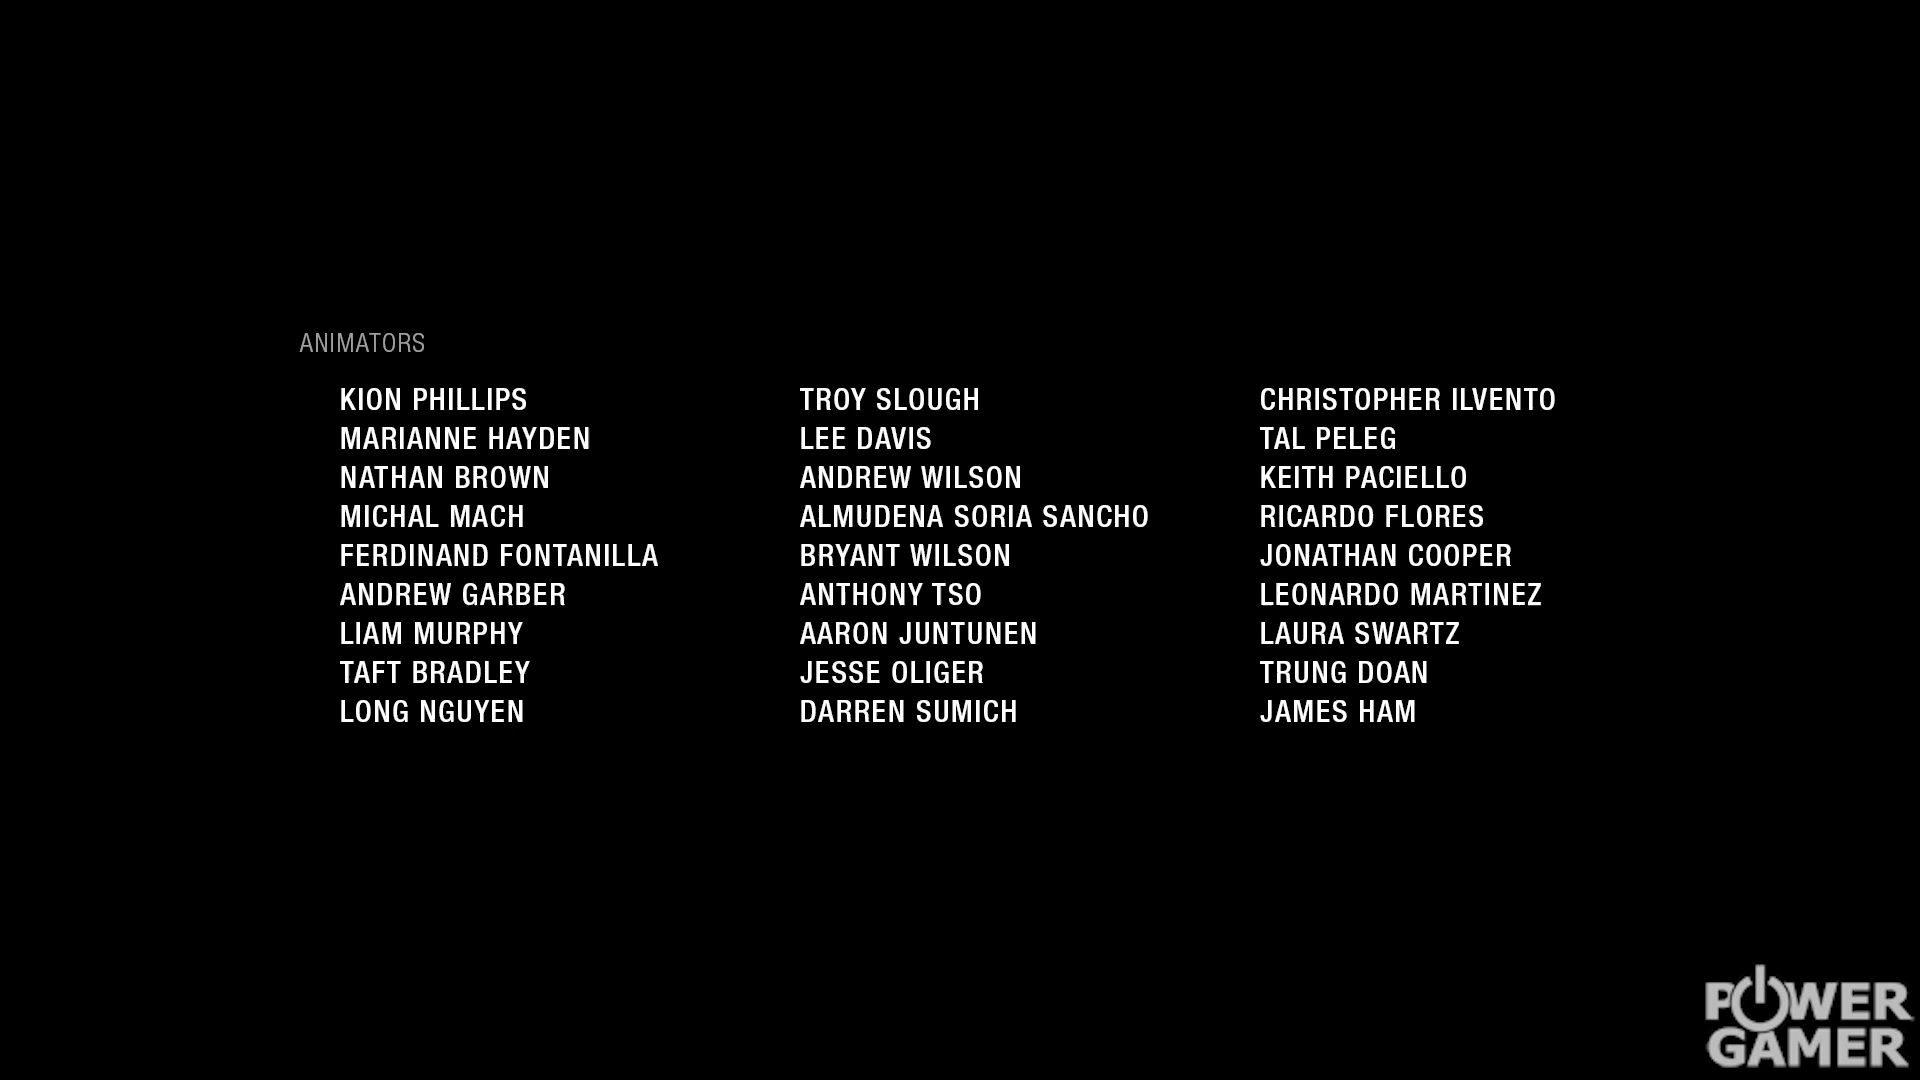 ANIMATORS
KION PHILLIPS
MARIANNE HAYDEN
NATHAN BROWN
MICHAL MACH
FERDINAND FONTANILLA
ANDREW GARBER
LIAM MURPHY
TAFT BRADLEY
LONG NGUYEN
TROY SLOUGH
LEE DAVIS
ANDREW WILSON
ALMUDENA SORIA SANCHO
BRYANT WILSON
ANTHONY TSO
AARON JUNTUNEN
JESSE OLIGER
DARREN SUMICH
CHRISTOPHER ILVENTO
TAL PELEG
KEITH PACIELLO
RICARDO FLORES
JONATHAN COOPER
LEONARDO MARTINEZ
LAURA SWARTZ
TRUNG DOAN
JAMES HAM
POWER
GAMER